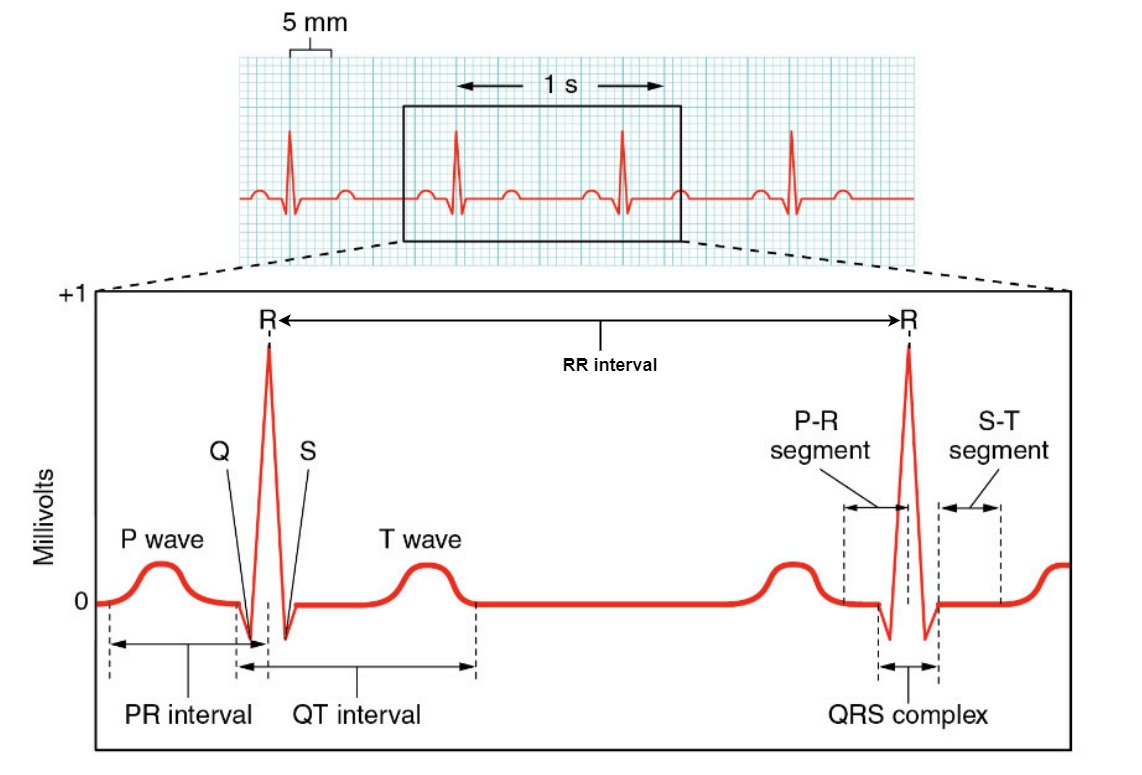 5 mm
1 s
+1
R
R
RR interval
P-R
segment
S-T
segment
Q
S
P wave
T wave
Millivolts
0
PR interval
QT interval
QRS complex